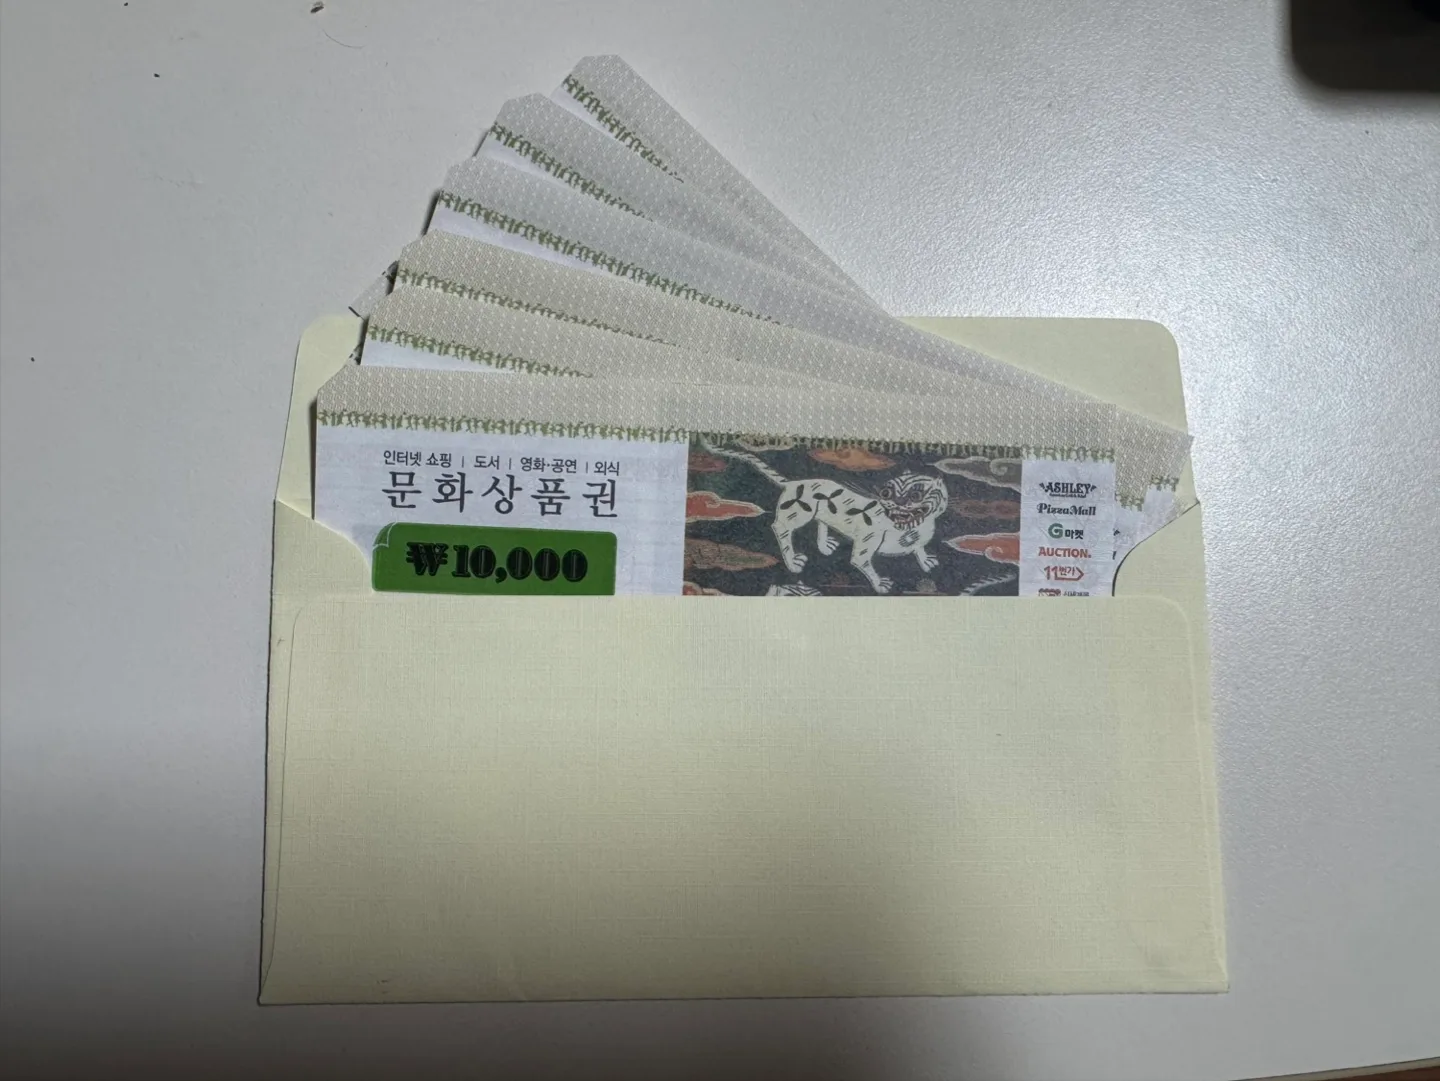 인터넷 쇼핑 | 도서 | 영화·공연 | 외식
문화상품권
₩10,000
ASHLEY
PizzaMall
G마켓
AUCTION.
11번가